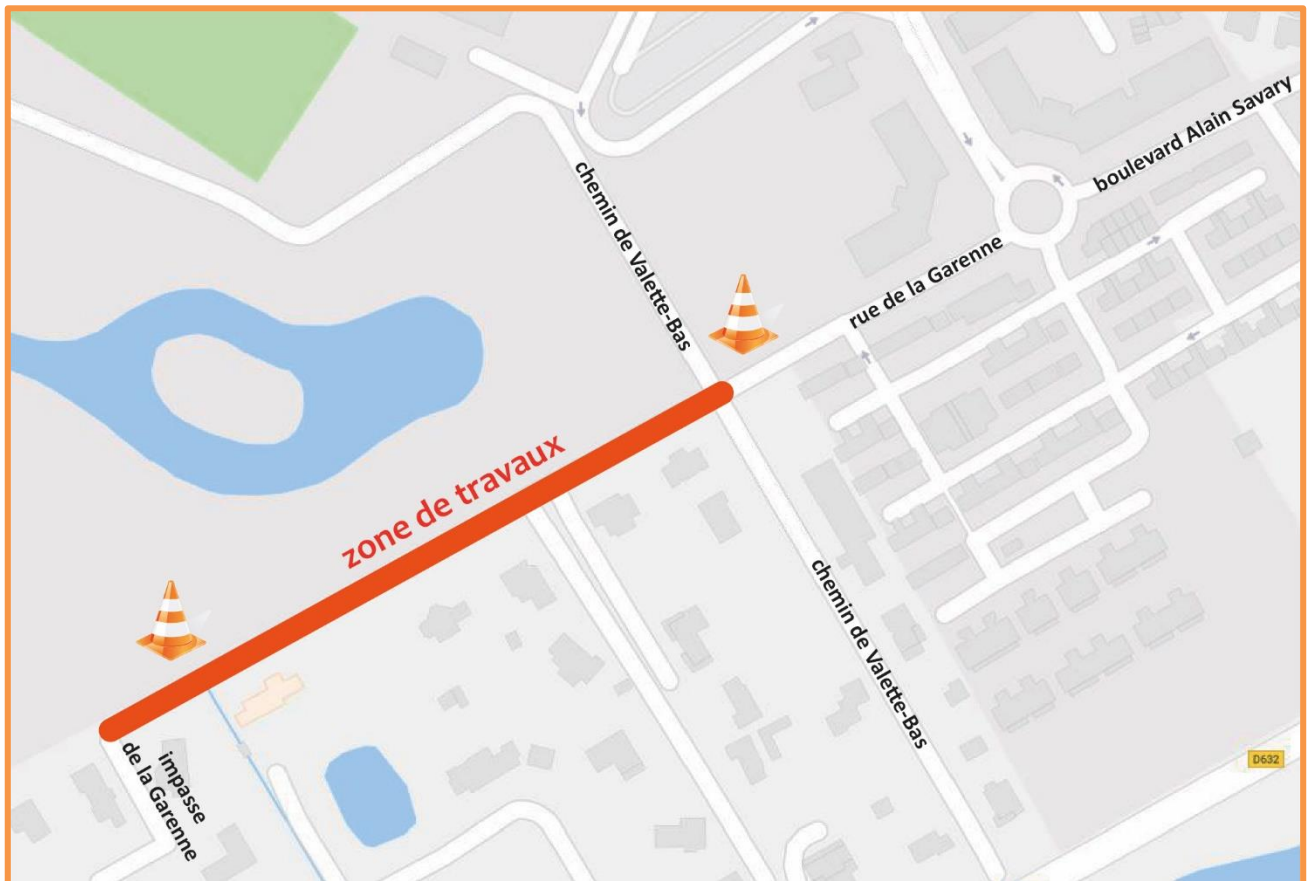 boulevard Alain Savary
chemin de Valette-Bas
rue de la Garenne
zone de travaux
chemin de Valette-Bas
impasse
de la Garenne
D632